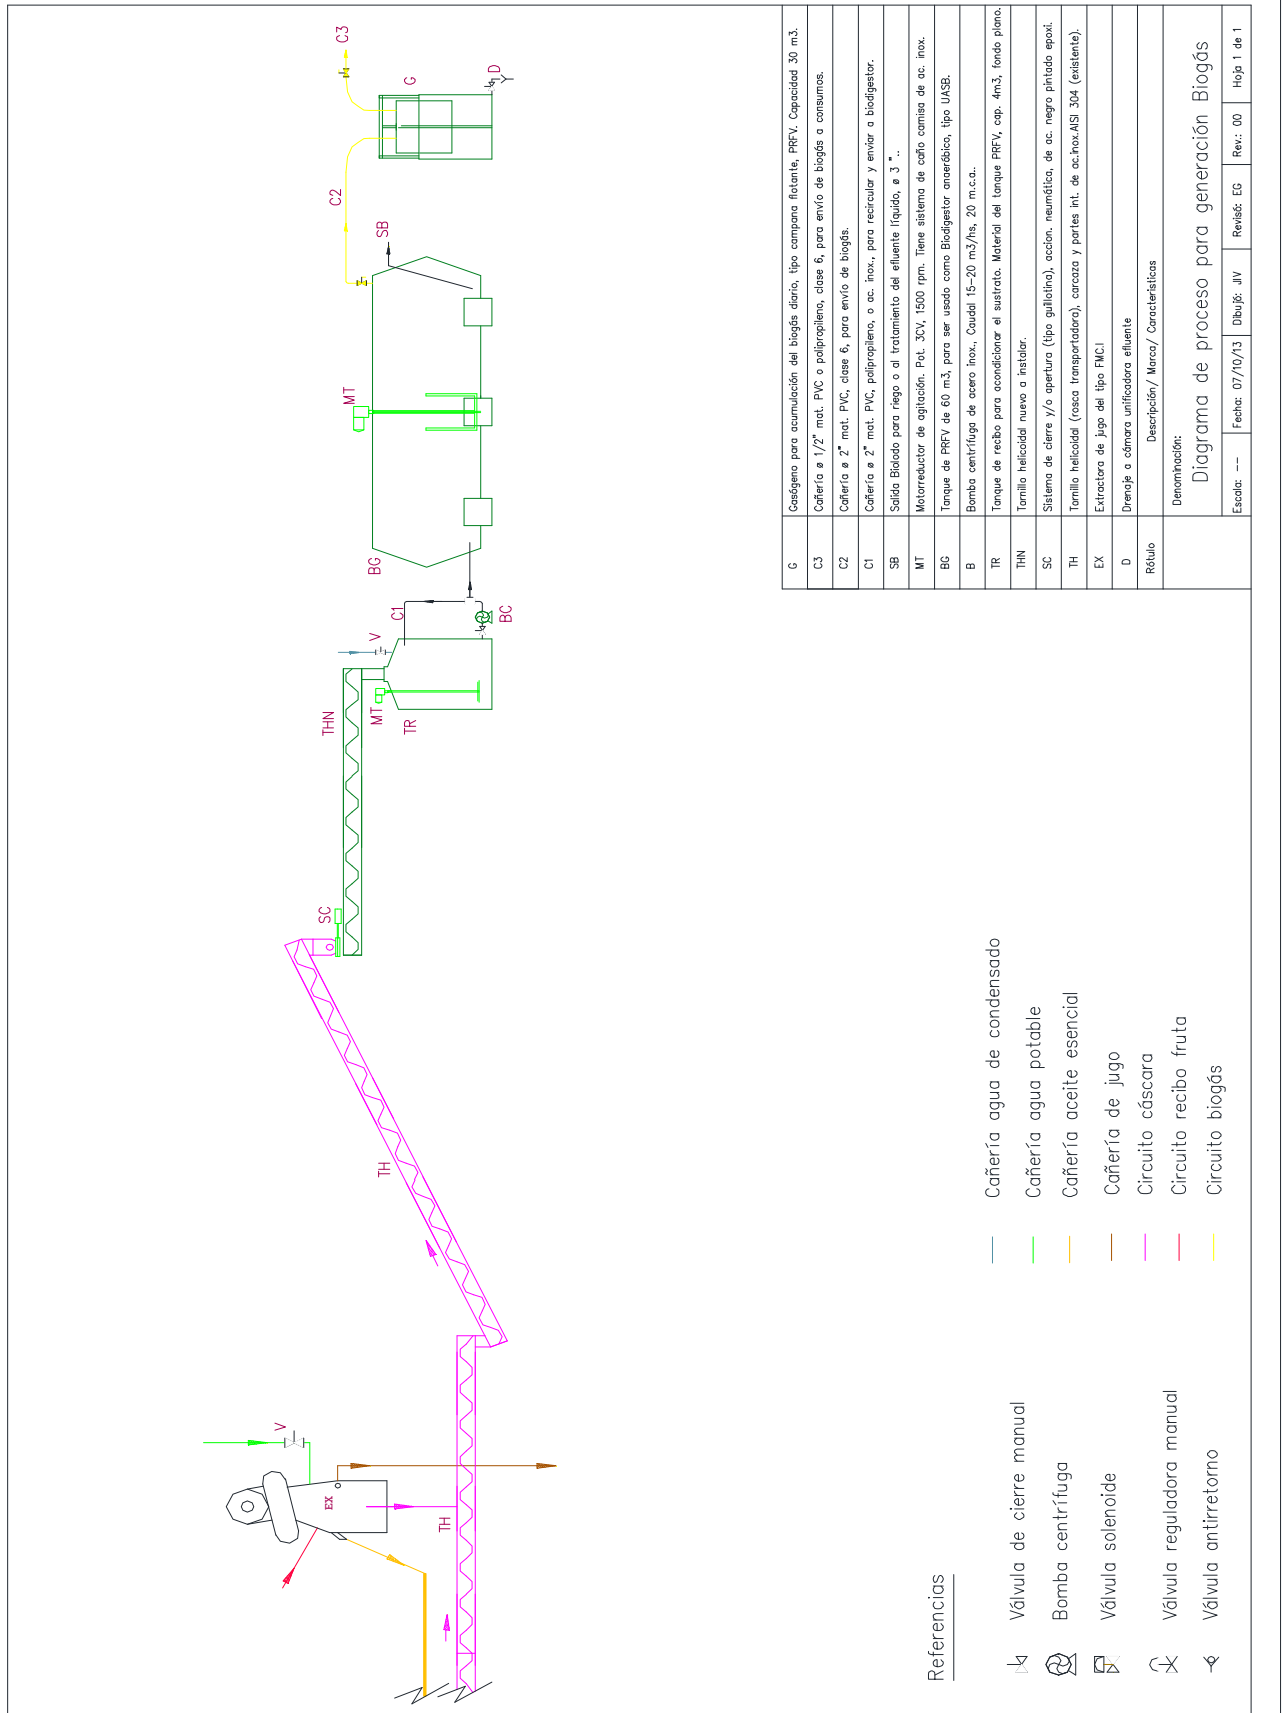 C3
G
D
C2
SB
MT
BG
C1
BC
V
MT
TR
THN
SC
TH
V
EX
TH
G Gasógeno para acumulación del biogás diario, tipo campana flotante, PRFV. Capacidad 30 m3.
C3 Cañería ø 1/2" mat. PVC o polipropileno, clase 6, para envío de biogás a consumos.
C2 Cañería ø 2" mat. PVC, clase 6, para envío de biogás.
C1 Cañería ø 2" mat. PVC, polipropileno, o ac. inox., para recircular y enviar a biodigestor.
SB Salida Biolodo para riego o al tratamiento del efluente líquido, ø 3 "..
MT Motorreductor de agitación. Pot. 3CV, 1500 rpm. Tiene sistema de caño camisa de ac. inox.
BG Tanque de PRFV de 60 m3, para ser usado como Biodigestor anaeróbico, tipo UASB.
B Bomba centrífuga de acero inox., Caudal 15-20 m3/hs, 20 m.c.a..
TR Tanque de recibo para acondicionar el sustrato. Material del tanque PRFV, cap. 4m3, fondo plano.
THN Tornillo helicoidal nuevo a instalar.
SC Sistema de cierre y/o apertura (tipo guillotina), accion. neumática, de ac. negro pintado epoxi.
TH Tornillo helicoidal (rosca transportadora), carcaza y partes int. de ac.inox.AISI 304 (existente).
EX Extractora de jugo del tipo FMC.I
D Drenaje a cámara unificadora efluente
Rótulo Descripción/ Marca/ Características
Denominación:
Diagrama de proceso para generación Biogás
Escala: -- Fecha: 07/10/13 Dibujó: JIV Revisó: EG Rev.: 00 Hoja 1 de 1
Referencias
Válvula de cierre manual
Bomba centrífuga
Válvula solenoide
Válvula reguladora manual
Válvula antirretorno
Cañería agua de condensado
Cañería agua potable
Cañería aceite esencial
Cañería de jugo
Circuito cáscara
Circuito recibo fruta
Circuito biogás